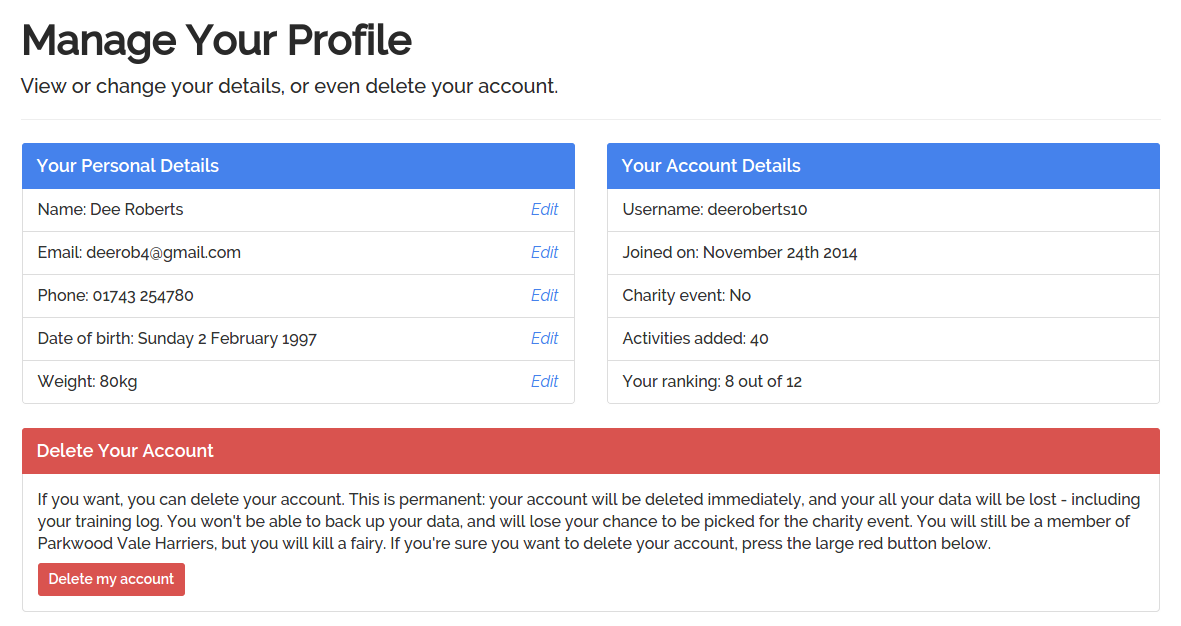 Manage Your Profile
View or change your details, or even delete your account.
Your Personal Details
Name: Dee Roberts Edit
Email: deerob4@gmail.com Edit
Phone: 01743 254780 Edit
Date of birth: Sunday 2 February 1997 Edit
Weight: 80kg Edit
Your Account Details
Username: deeroberts10
Joined on: November 24th 2014
Charity event: No
Activities added: 40
Your ranking: 8 out of 12
Delete Your Account
If you want, you can delete your account. This is permanent: your account will be deleted immediately, and your all your data will be lost - including
your training log. You won't be able to back up your data, and will lose your chance to be picked for the charity event. You will still be a member of
Parkwood Vale Harriers, but you will kill a fairy. If you're sure you want to delete your account, press the large red button below.
Delete my account